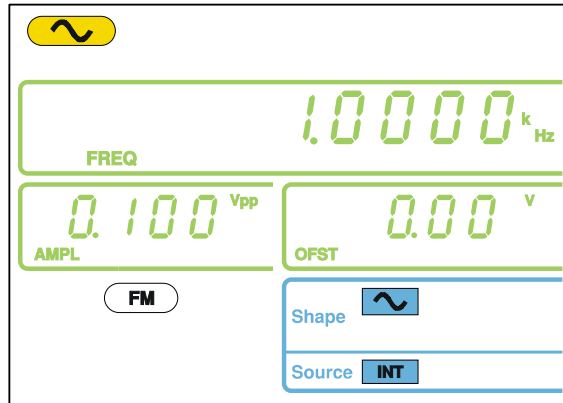 1.0000 k Hz
FREQ
0.100 Vpp
AMPL
0.00 V
OFST
FM
Shape
Source INT